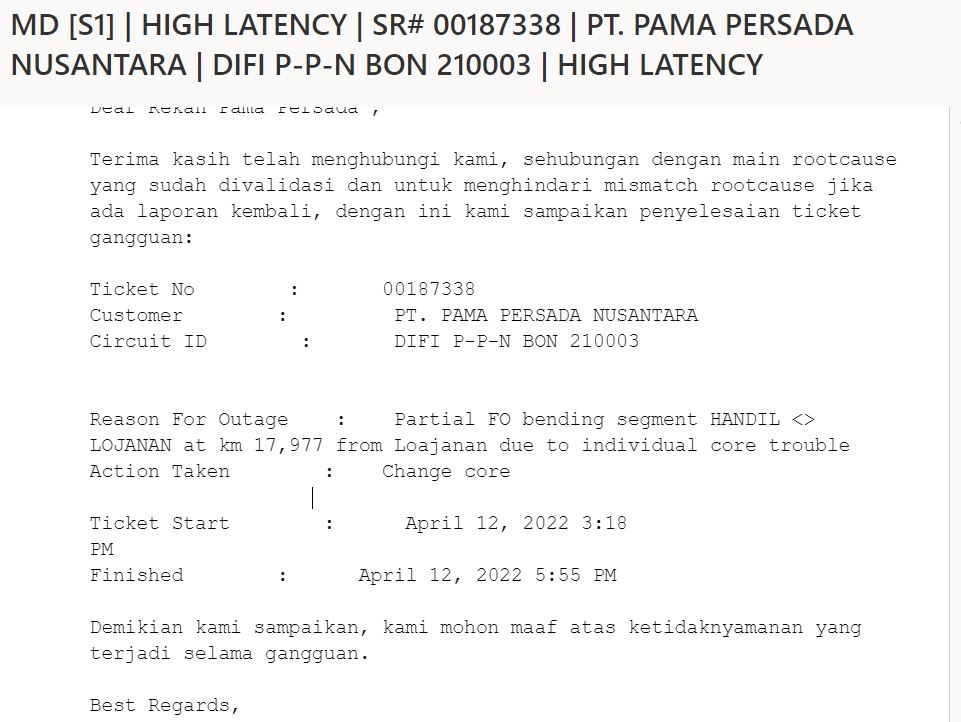 MD [S1] | HIGH LATENCY | SR# 00187338 | PT. PAMA PERSADA
NUSANTARA | DIFI P-P-N BON 210003 | HIGH LATENCY
Dear Rekan Pama Persada ,
Terima kasih telah menghubungi kami, sehubungan dengan main rootcause
yang sudah divalidasi dan untuk menghindari mismatch rootcause jika
ada laporan kembali, dengan ini kami sampaikan penyelesaian ticket
gangguan:
Ticket No : 00187338
Customer : PT. PAMA PERSADA NUSANTARA
Circuit ID : DIFI P-P-N BON 210003
Reason For Outage : Partial FO bending segment HANDIL <>
LOJANAN at km 17,977 from Loajanan due to individual core trouble
Action Taken : Change core
Ticket Start : April 12, 2022 3:18
PM
Finished : April 12, 2022 5:55 PM
Demikian kami sampaikan, kami mohon maaf atas ketidaknyamanan yang
terjadi selama gangguan.
Best Regards,